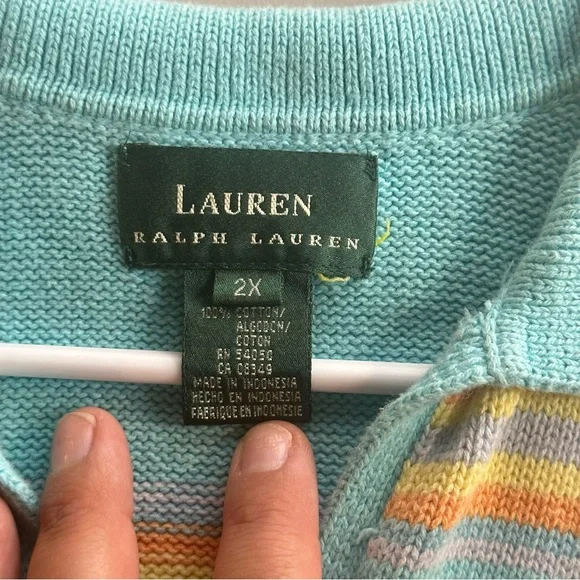 LAUREN
RALPH LAUREN
2X
100% COTTON/
ALGODON/
COTON
RN 54050
CA 08349
MADE IN INDONESIA
HECHO EN INDONESIA
FABRIQUE EN INDONESIE